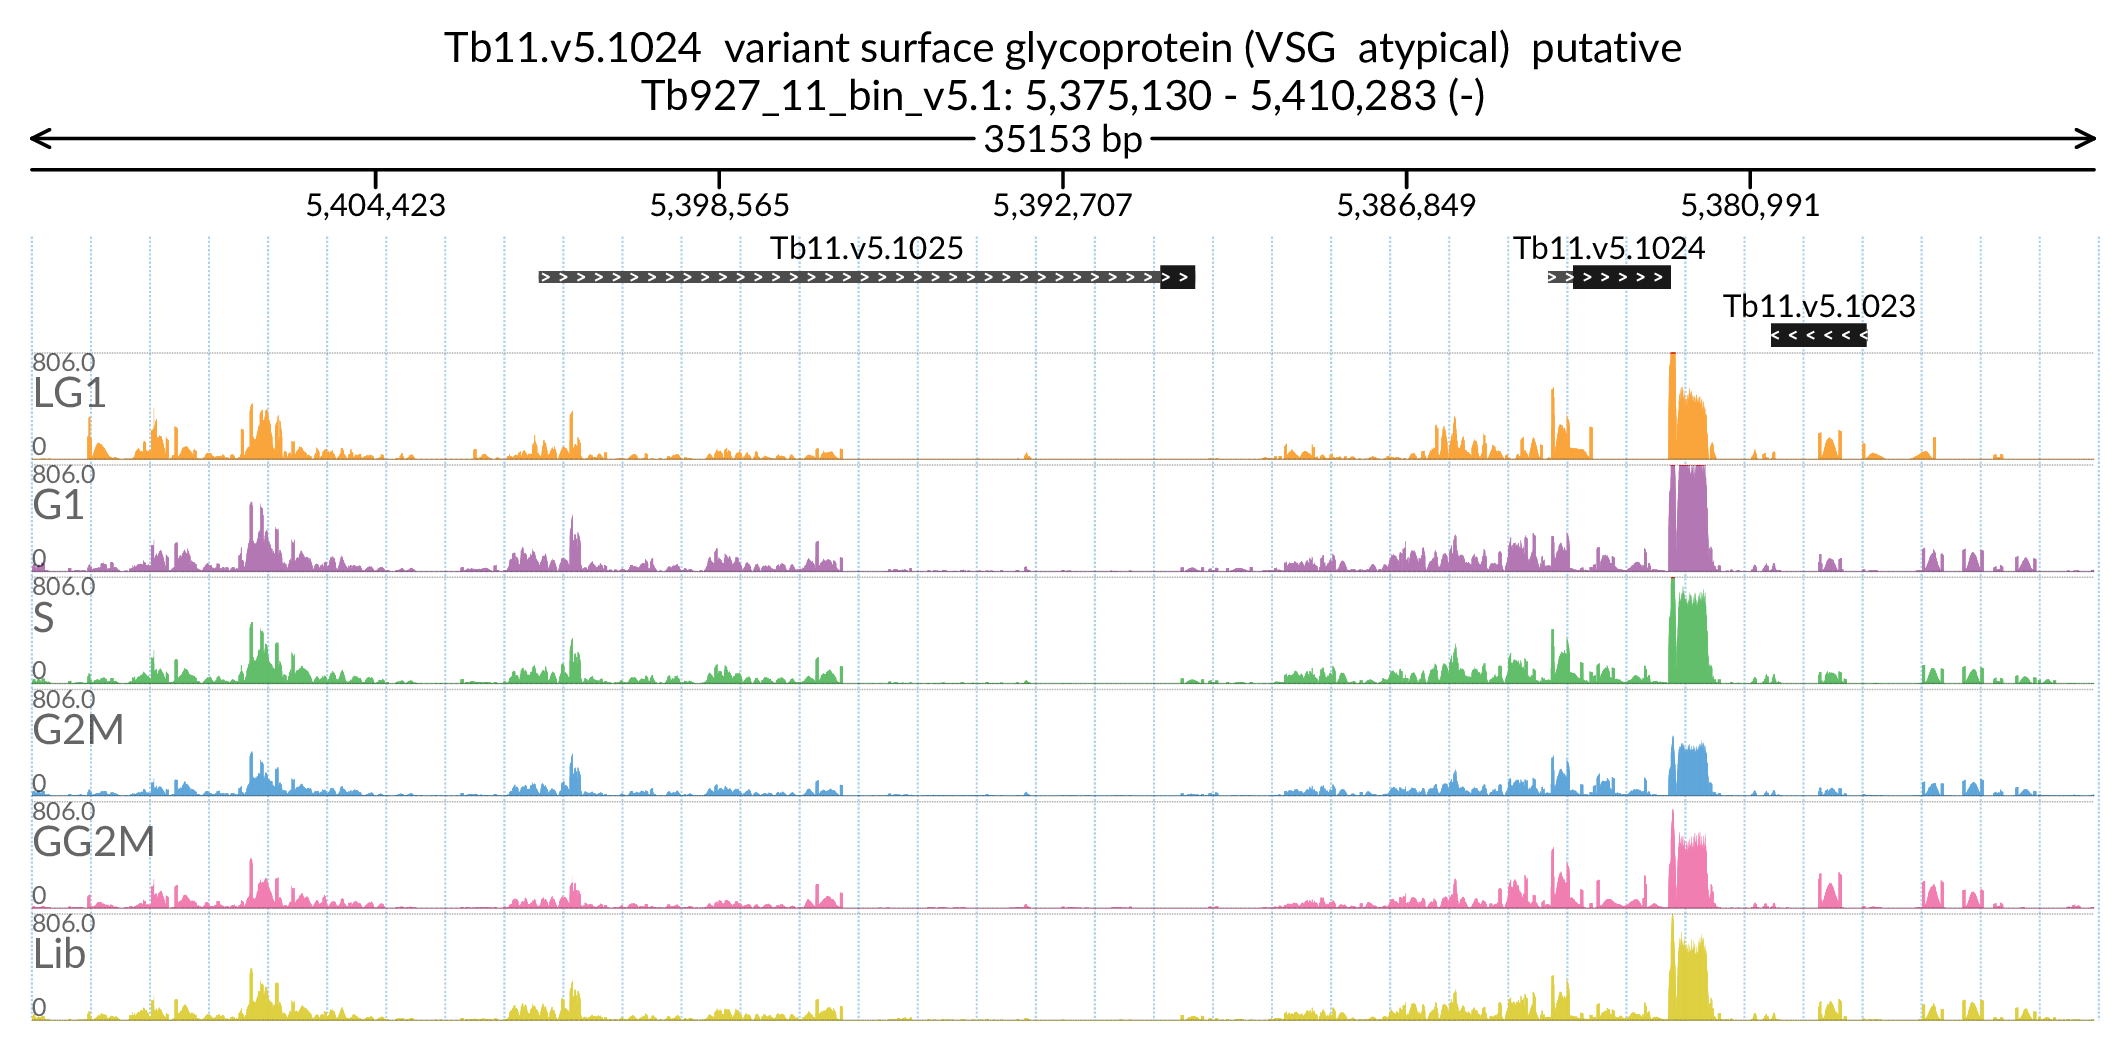 Tb11.v5.1024  variant surface glycoprotein (VSG  atypical)  putative
Tb927_11_bin_v5.1: 5,375,130 - 5,410,283 (-)
35153 bp
5,404,423 5,398,565 5,392,707 5,386,849 5,380,991
Tb11.v5.1025 Tb11.v5.1024
Tb11.v5.1023
806.0
LG1
0
806.0
G1
0
806.0
S
0
806.0
G2M
0
806.0
GG2M
0
806.0
Lib
0